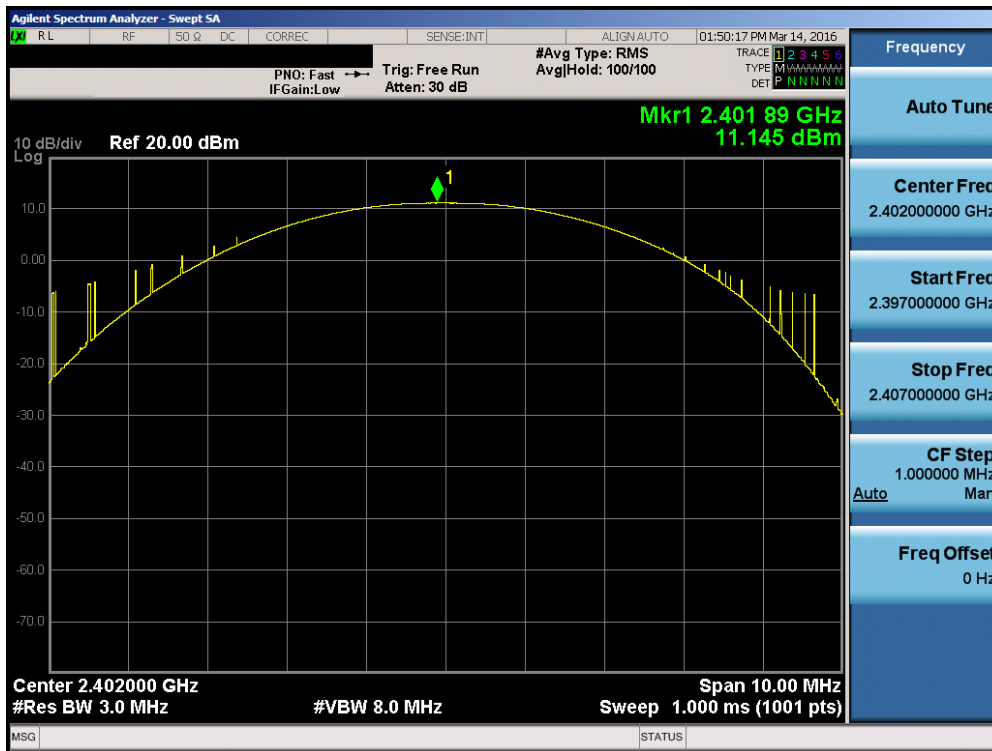 Agilent Spectrum Analyzer - Swept SA
LXI RL RF 50 Ω DC CORREC SENSE:INT ALIGN AUTO 01:50:17 PM Mar 14, 2016
PNO: Fast
IFGain:Low
Trig: Free Run
Atten: 30 dB
#Avg Type: RMS
Avg|Hold: 100/100
TRACE 1 2 3 4 5 6
TYPE M W W W W W
DET P N N N N N
Mkr1 2.401 89 GHz
11.145 dBm
10 dB/div Ref 20.00 dBm
Log
1
10.0
0.00
-10.0
-20.0
-30.0
-40.0
-50.0
-60.0
-70.0
Center 2.402000 GHz Span 10.00 MHz
#Res BW 3.0 MHz #VBW 8.0 MHz Sweep 1.000 ms (1001 pts)
MSG STATUS
Frequency
Auto Tune
Center Freq
2.402000000 GHz
Start Freq
2.397000000 GHz
Stop Freq
2.407000000 GHz
CF Step
1.000000 MHz
Auto Man
Freq Offset
0 Hz